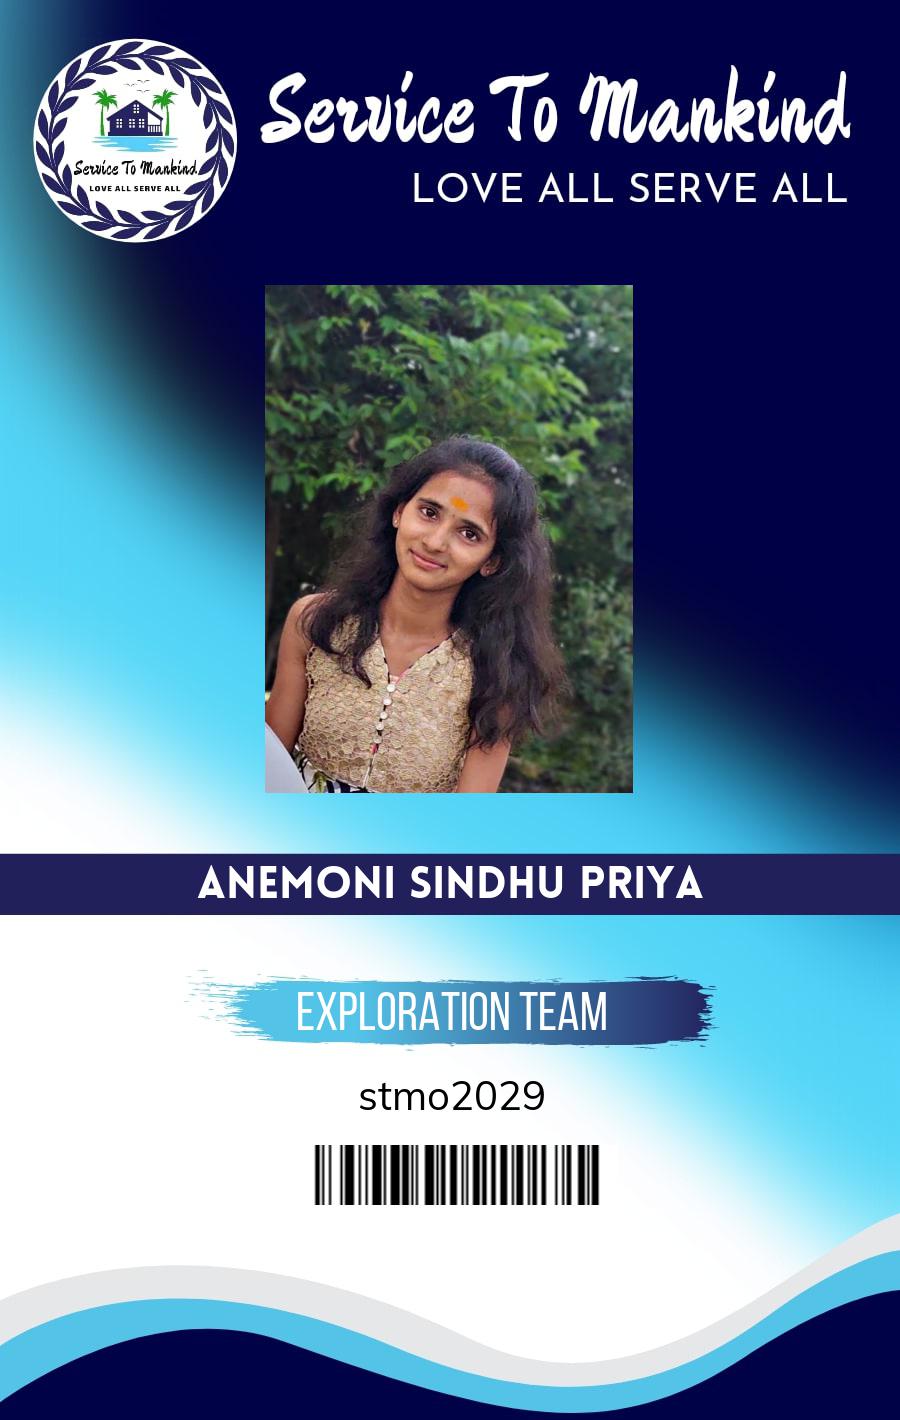 Service To Mankind
LOVE ALL SERVE ALL
Service To Mankind
LOVE ALL SERVE ALL
ANEMONI SINDHU PRIYA
EXPLORATION TEAM
stmo2029